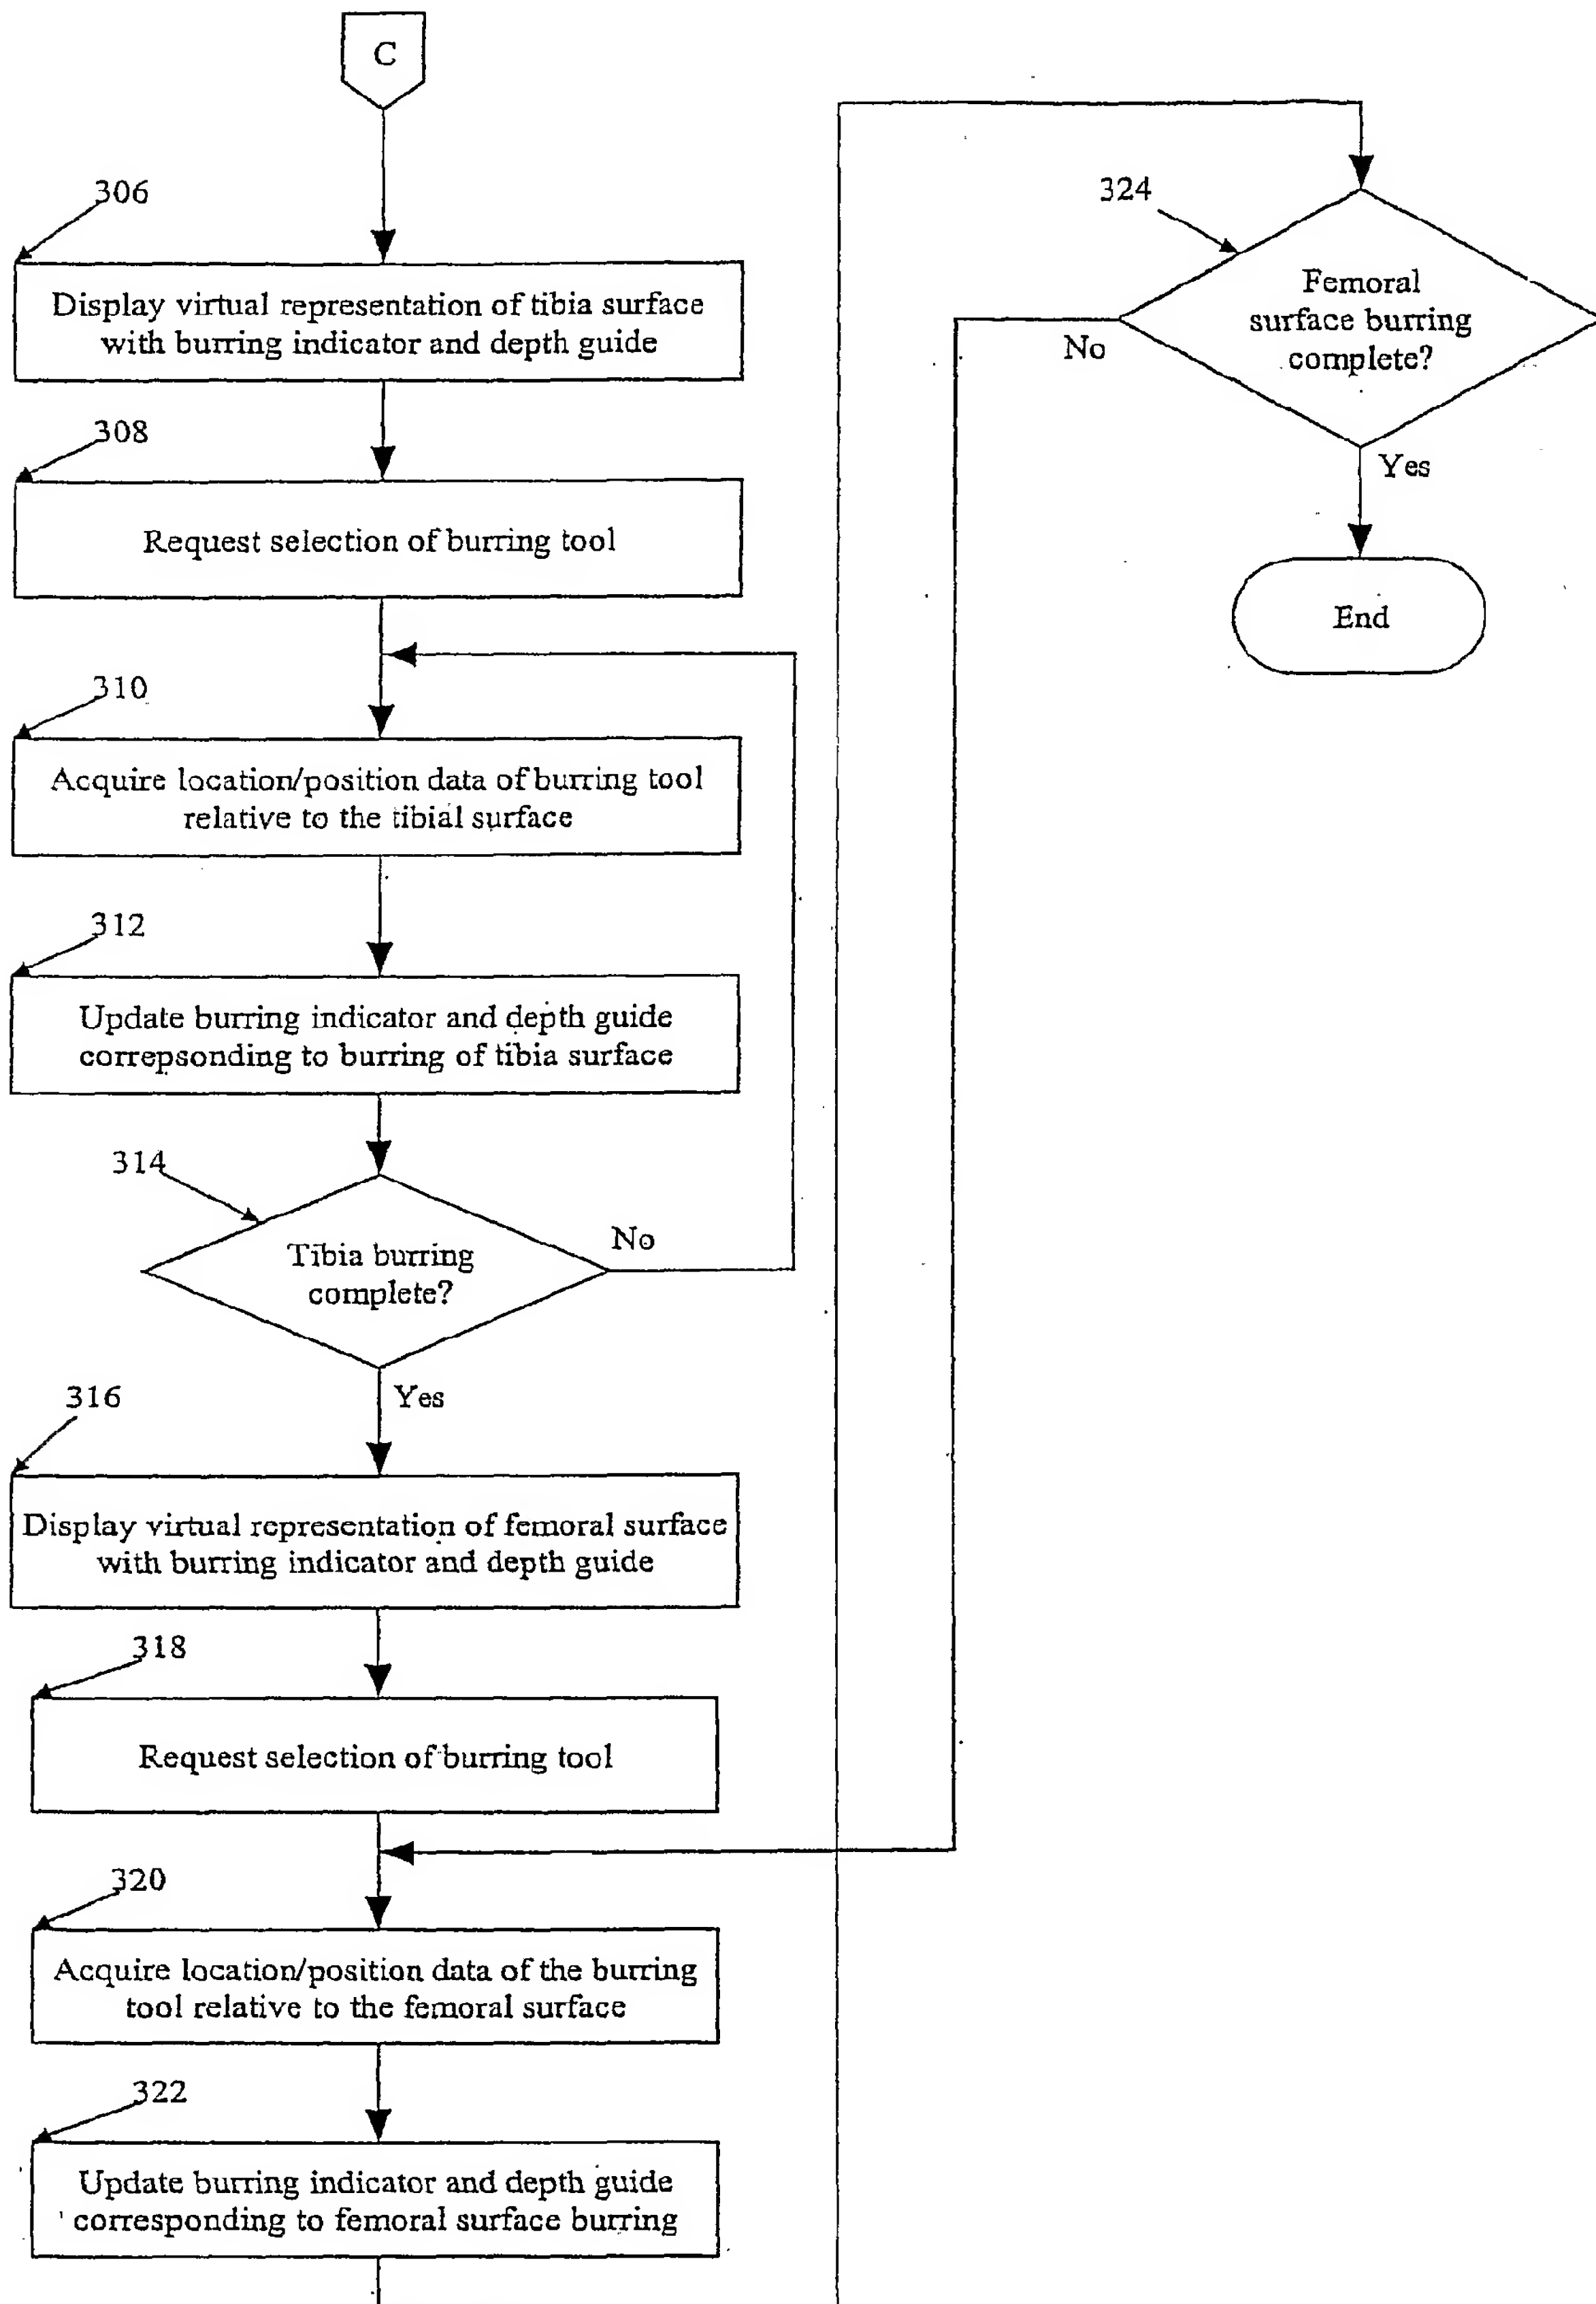 C
306
Display virtual representation of tibia surface
with burring indicator and depth guide
308
Request selection of burring tool
310
Acquire location/position data of burring tool
relative to the tibial surface
312
Update burring indicator and depth guide
correpsonding to burring of tibia surface
314
Tibia burring
complete?
No
Yes
316
Display virtual representation of femoral surface
with burring indicator and depth guide
318
Request selection of burring tool
320
Acquire location/position data of the burring
tool relative to the femoral surface
322
Update burring indicator and depth guide
corresponding to femoral surface burring
324
Femoral
surface burring
complete?
No
Yes
End